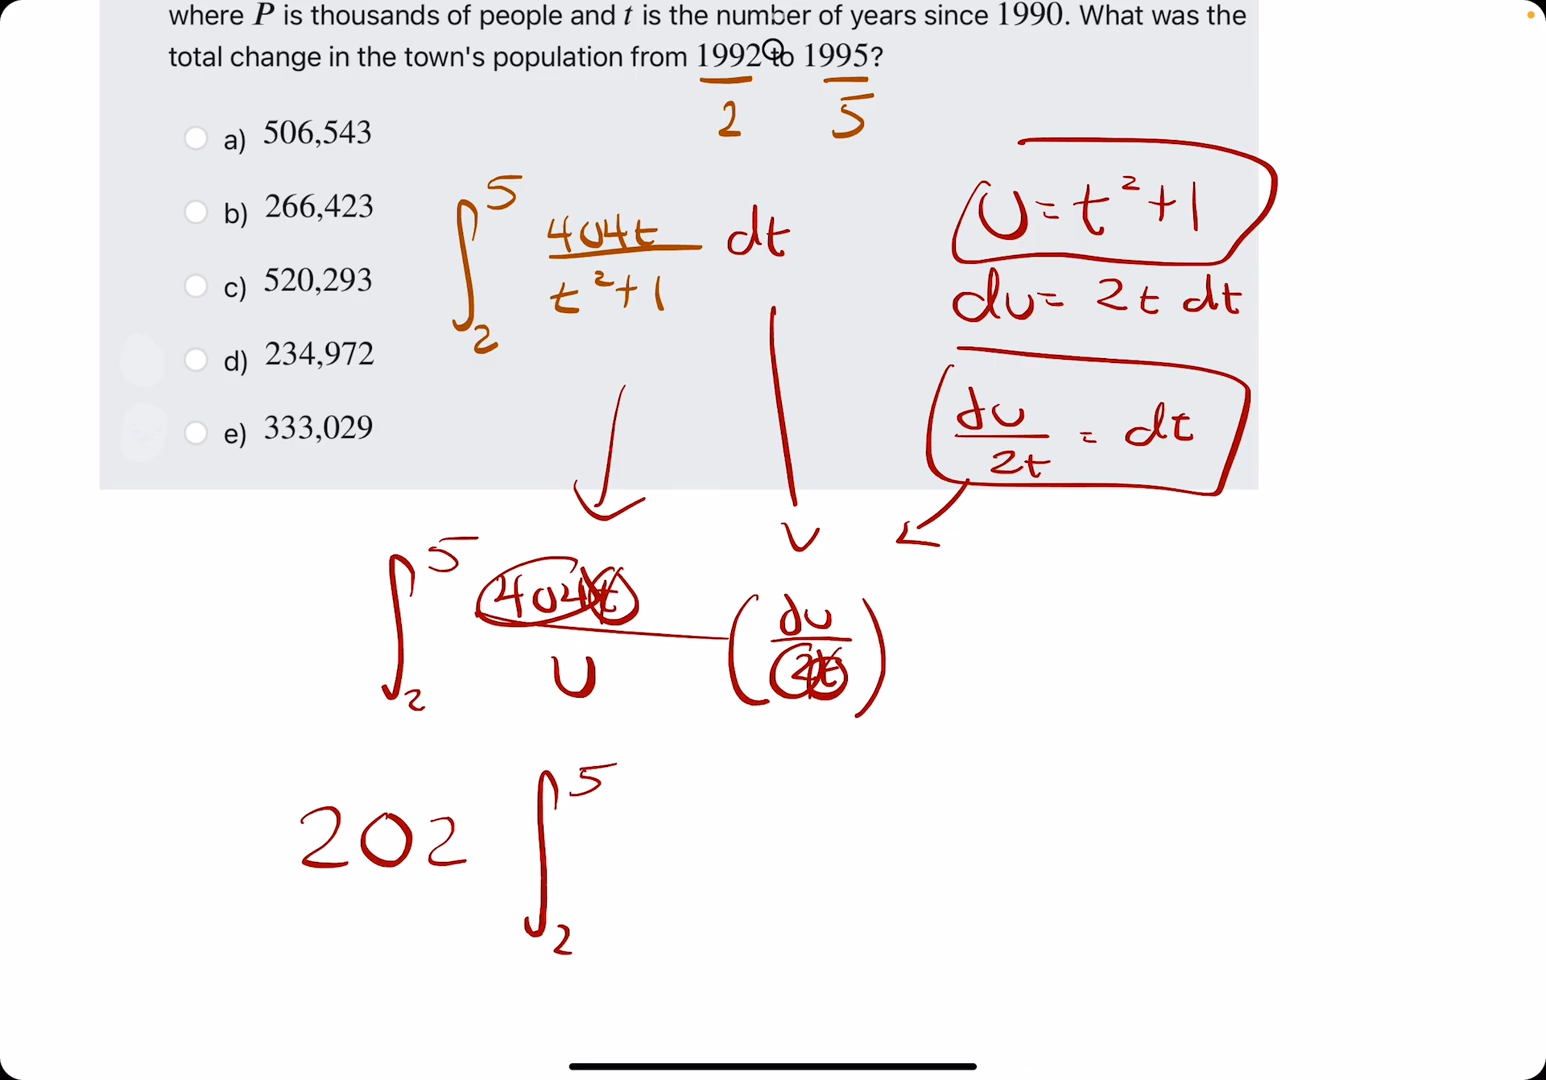 where P is thousands of people and t is the number of years since 1990. What was the
total change in the town's population from 1992 to 1995?
2 5
a) 506,543
b) 266,423
c) 520,293
d) 234,972
e) 333,029
∫₂⁵ 404t / t²+1 dt
u = t²+1
du = 2t dt
du/2t = dt
∫₂⁵ 404t / u (du/2t)
202 ∫₂⁵